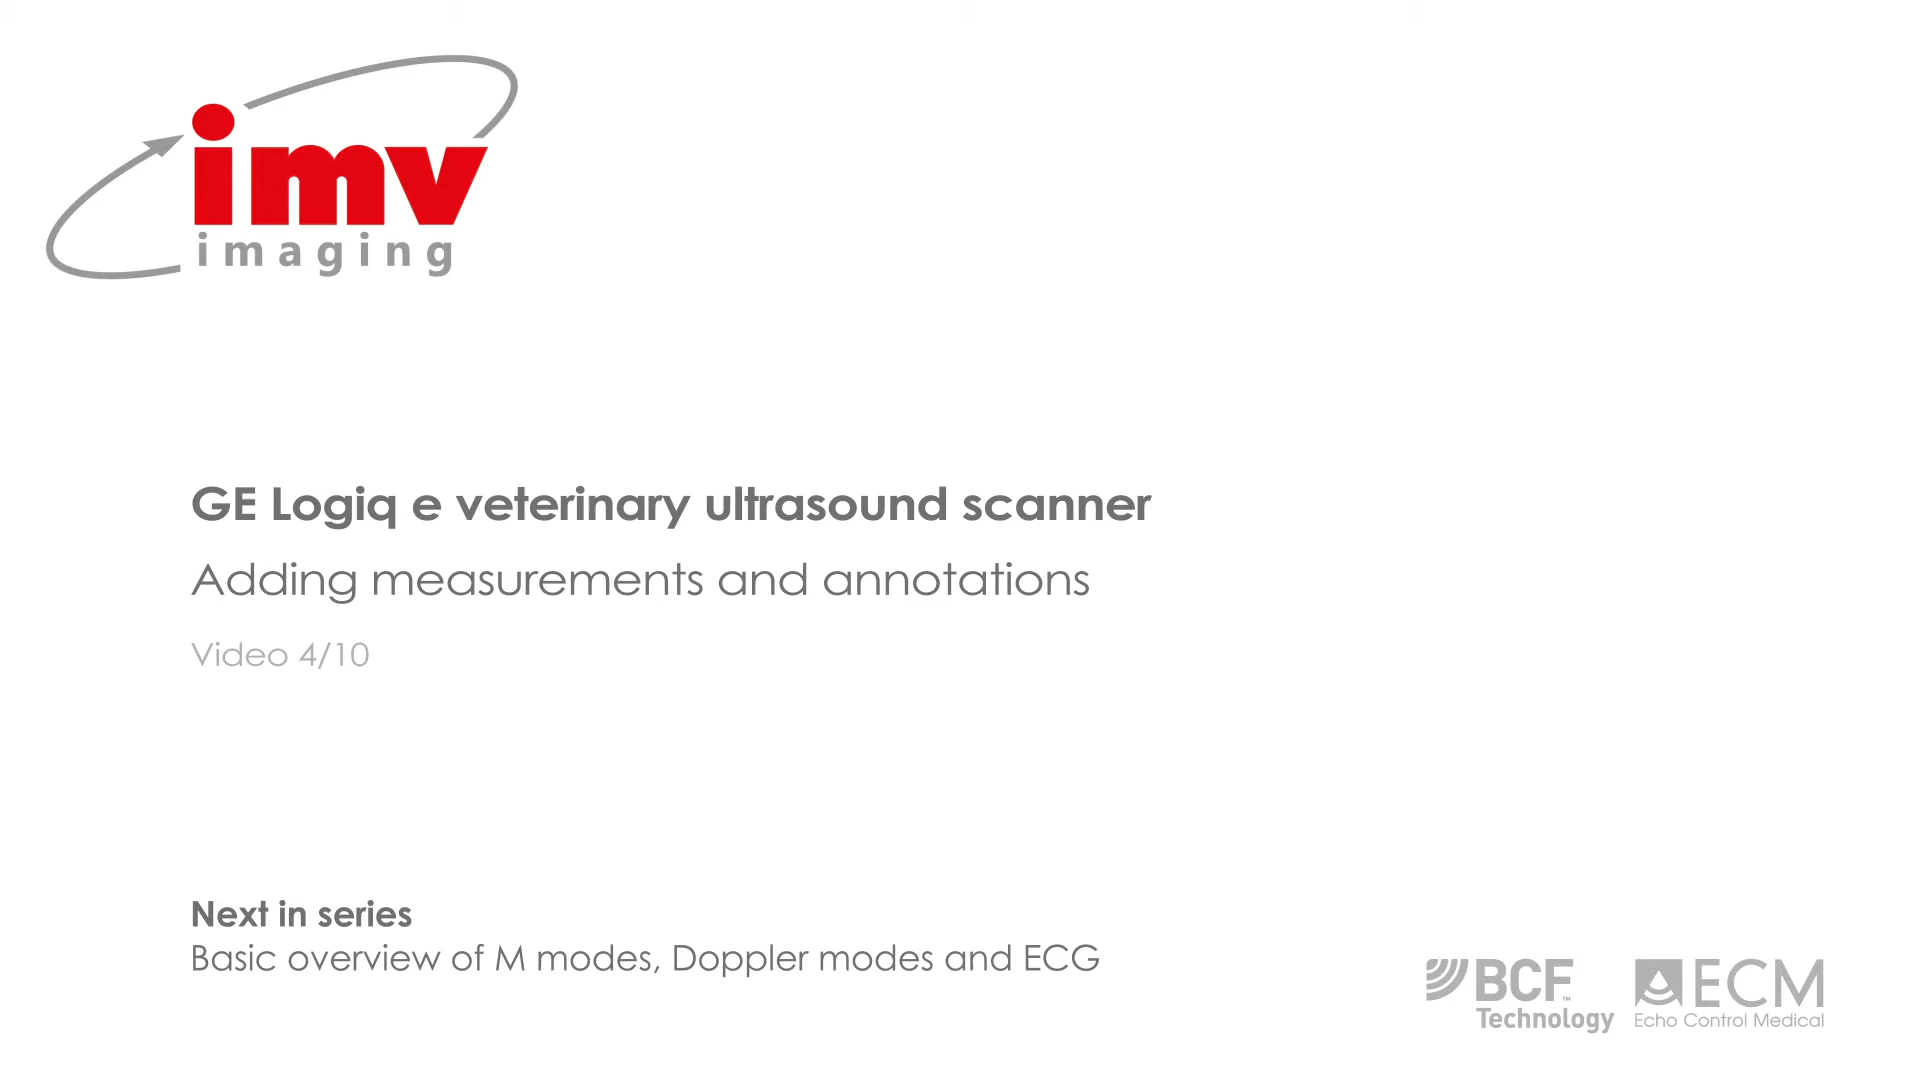 imv
imaging
GE Logiq e veterinary ultrasound scanner
Adding measurements and annotations
Video 4/10
Next in series
Basic overview of M modes, Doppler modes and ECG
BCF™
Technology
ECM
Echo Control Medical